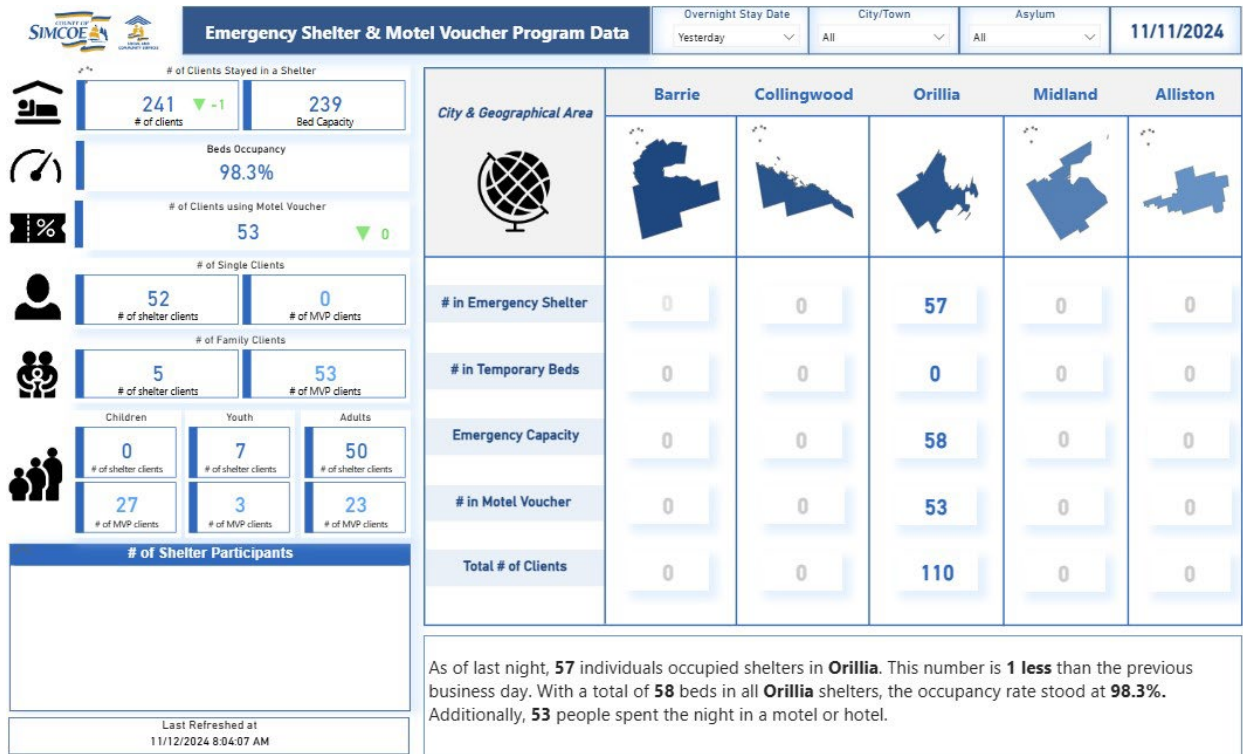 COUNTY OF
SIMCOE
Emergency Shelter & Motel Voucher Program Data
Overnight Stay Date
Yesterday
City/Town
All
Asylum
All
11/11/2024
# of Clients Stayed in a Shelter
241 ▼ -1
# of clients
239
Bed Capacity
Beds Occupancy
98.3%
# of Clients using Motel Voucher
53 ▼ 0
%
# of Single Clients
52
# of shelter clients
0
# of MVP clients
# of Family Clients
5
# of shelter clients
53
# of MVP clients
Children Youth Adults
0 7 50
# of shelter clients # of shelter clients # of shelter clients
27 3 23
# of MVP clients # of MVP clients # of MVP clients
# of Shelter Participants
Last Refreshed at
11/12/2024 8:04:07 AM
City & Geographical Area Barrie Collingwood Orillia Midland Alliston
# in Emergency Shelter 0 0 57 0 0
# in Temporary Beds 0 0 0 0 0
Emergency Capacity 0 0 58 0 0
# in Motel Voucher 0 0 53 0 0
Total # of Clients 0 0 110 0 0
As of last night, 57 individuals occupied shelters in Orillia. This number is 1 less than the previous
business day. With a total of 58 beds in all Orillia shelters, the occupancy rate stood at 98.3%.
Additionally, 53 people spent the night in a motel or hotel.